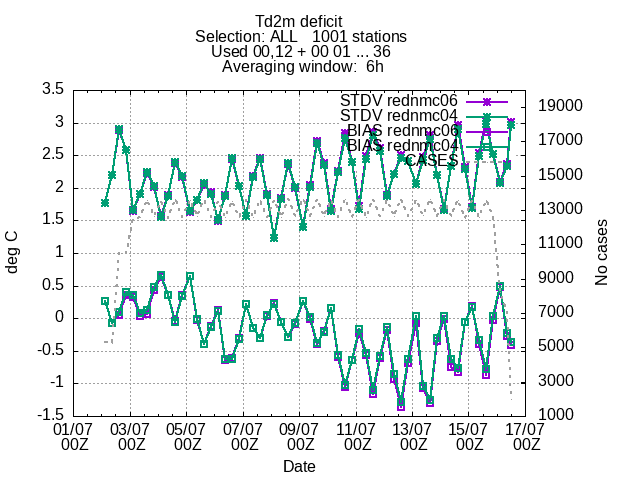 Td2m deficit
Selection: ALL 1001 stations
Used 00,12 + 00 01 ... 36
Averaging window: 6h
STDV rednmc06
STDV rednmc04
BIAS rednmc06
BIAS rednmc04
CASES
3.5
3
2.5
2
1.5
1
0.5
0
-0.5
-1
-1.5
deg C
19000
17000
15000
13000
11000
9000
7000
5000
3000
1000
No cases
01/07 03/07 05/07 07/07 09/07 11/07 13/07 15/07 17/07
00Z 00Z 00Z 00Z 00Z 00Z 00Z 00Z 00Z
Date